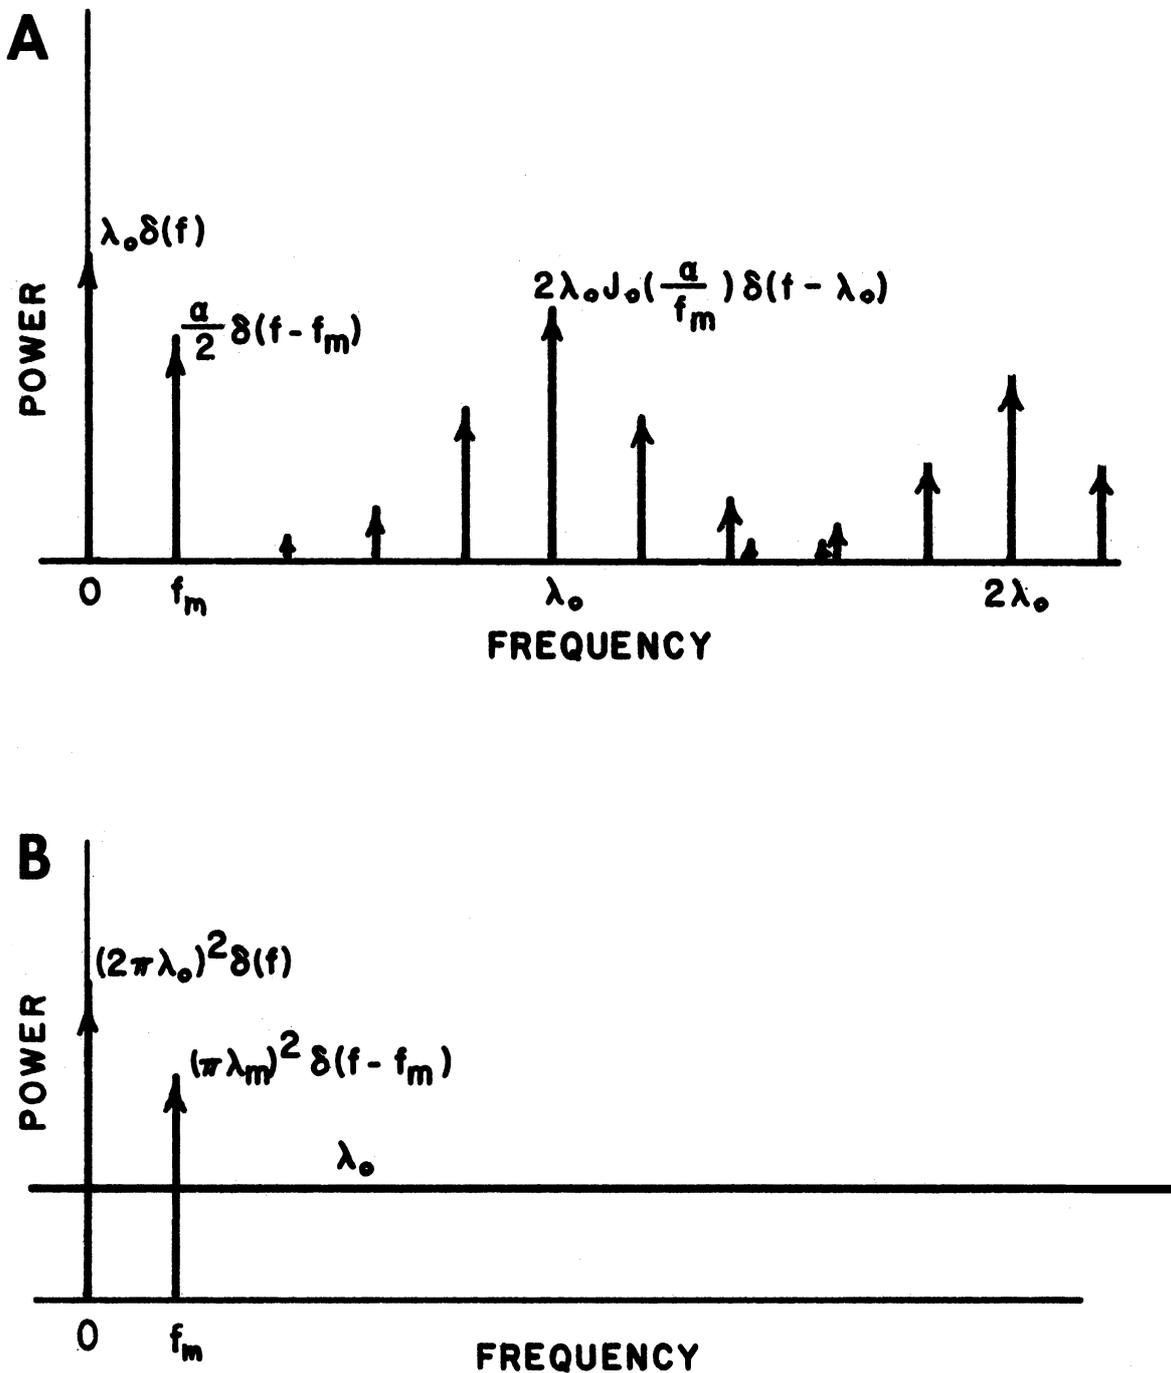 A
λ₀δ(f)
α/2 δ(f - fₘ)
2λ₀J₀(α/fₘ)δ(f - λ₀)
POWER
0 fₘ λ₀ 2λ₀
FREQUENCY
B
(2πλ₀)²δ(f)
(πλₘ)² δ(f - fₘ)
λ₀
POWER
0 fₘ
FREQUENCY